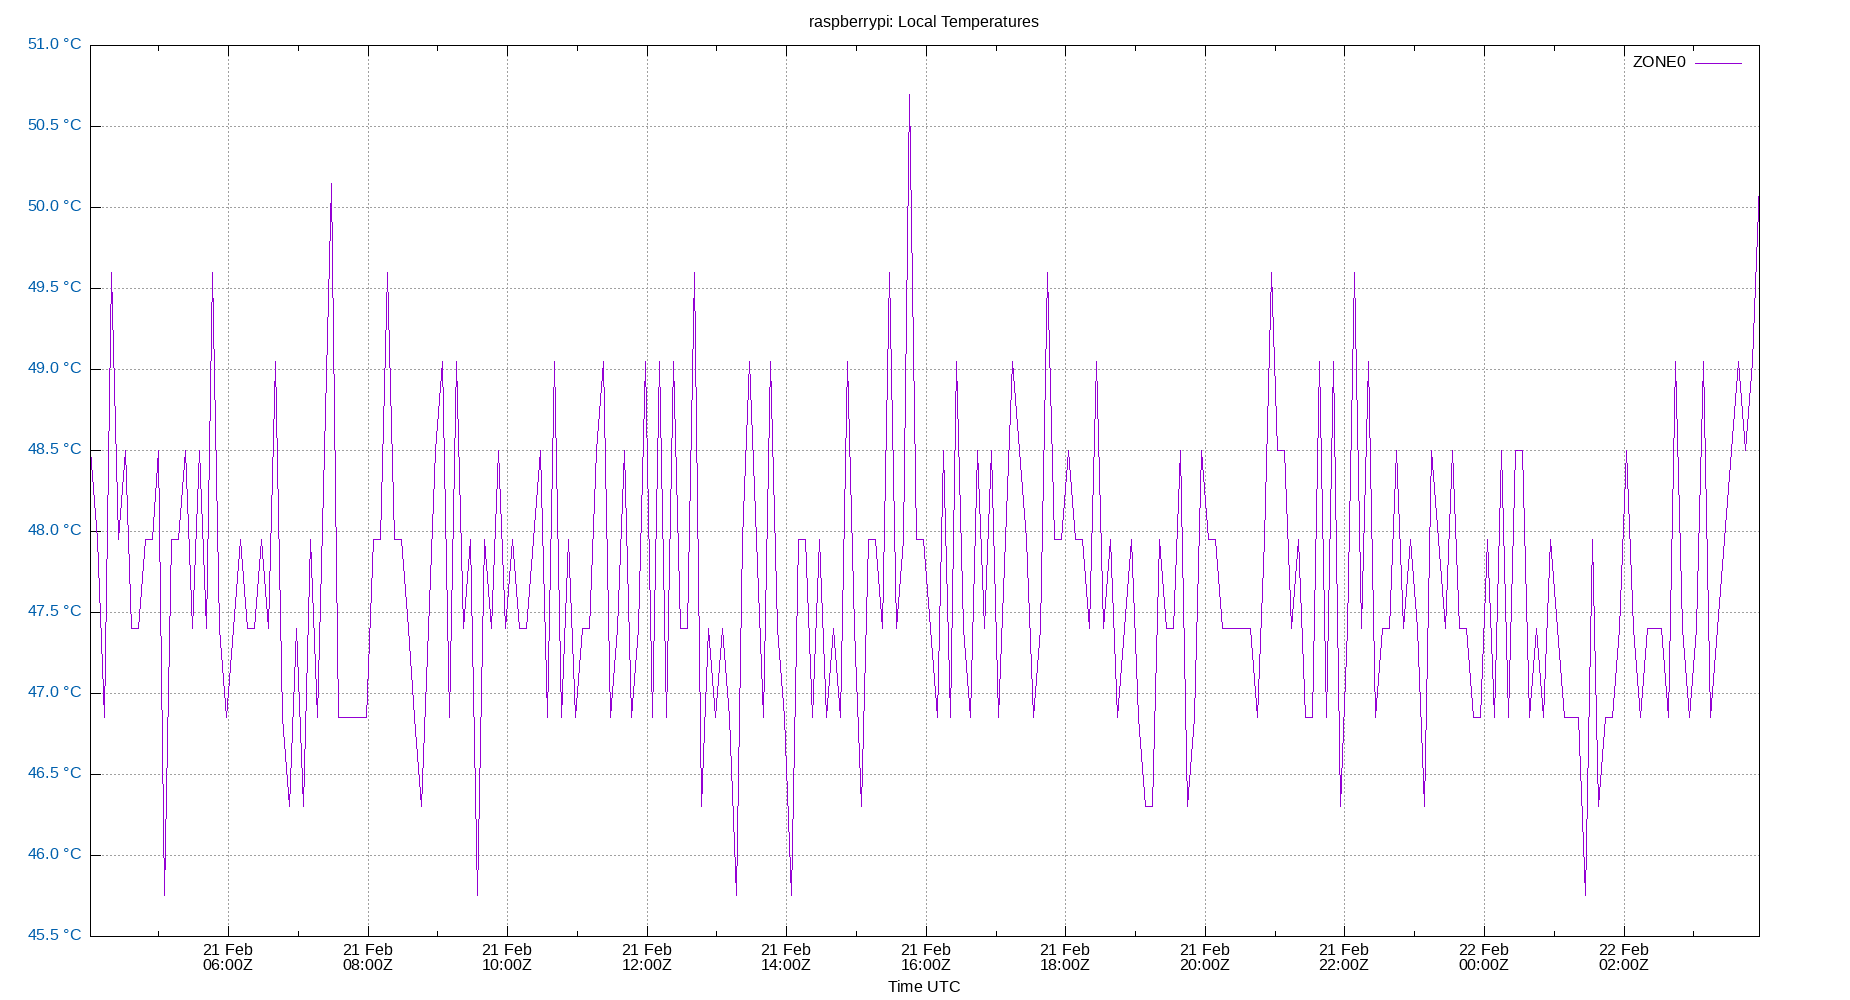 raspberrypi: Local Temperatures
ZONE0
51.0 °C
50.5 °C
50.0 °C
49.5 °C
49.0 °C
48.5 °C
48.0 °C
47.5 °C
47.0 °C
46.5 °C
46.0 °C
45.5 °C
21 Feb 21 Feb 21 Feb 21 Feb 21 Feb 21 Feb 21 Feb 21 Feb 21 Feb 22 Feb 22 Feb
06:00Z 08:00Z 10:00Z 12:00Z 14:00Z 16:00Z 18:00Z 20:00Z 22:00Z 00:00Z 02:00Z
Time UTC